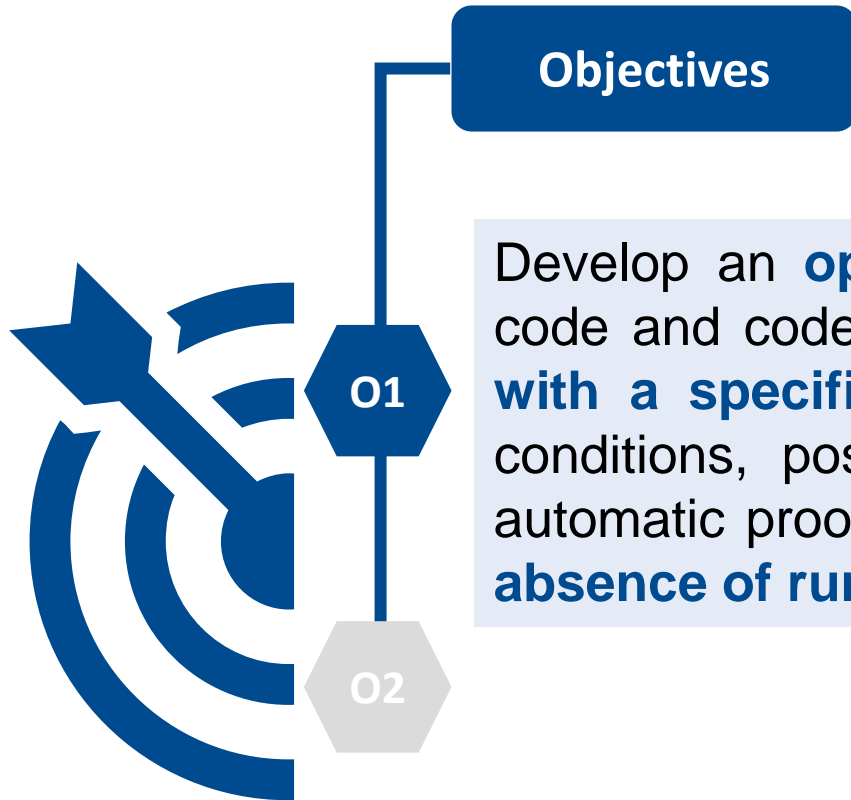 Objectives
Develop an op
code and code
O1
with a specifi
conditions, pos
automatic proo
absence of ru
O2